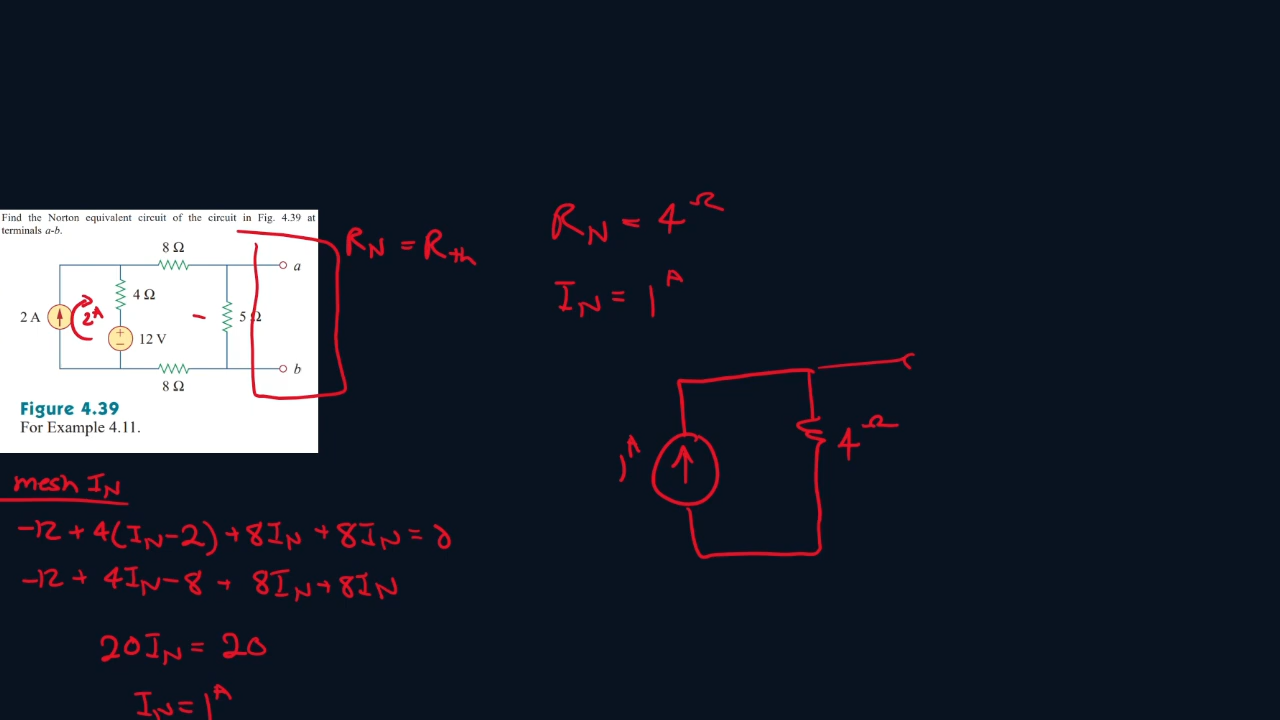 Find the Norton equivalent circuit of the circuit in Fig. 4.39 at
terminals a-b.
8 Ω
a
4 Ω
2 A
2A
5 Ω
12 V
b
8 Ω
Figure 4.39
For Example 4.11.
RN = Rth
RN = 4Ω
IN = 1A
1A
4Ω
mesh IN
-12 + 4(IN-2) + 8IN + 8IN = 0
-12 + 4IN-8 + 8IN+8IN
20IN = 20
IN = 1A